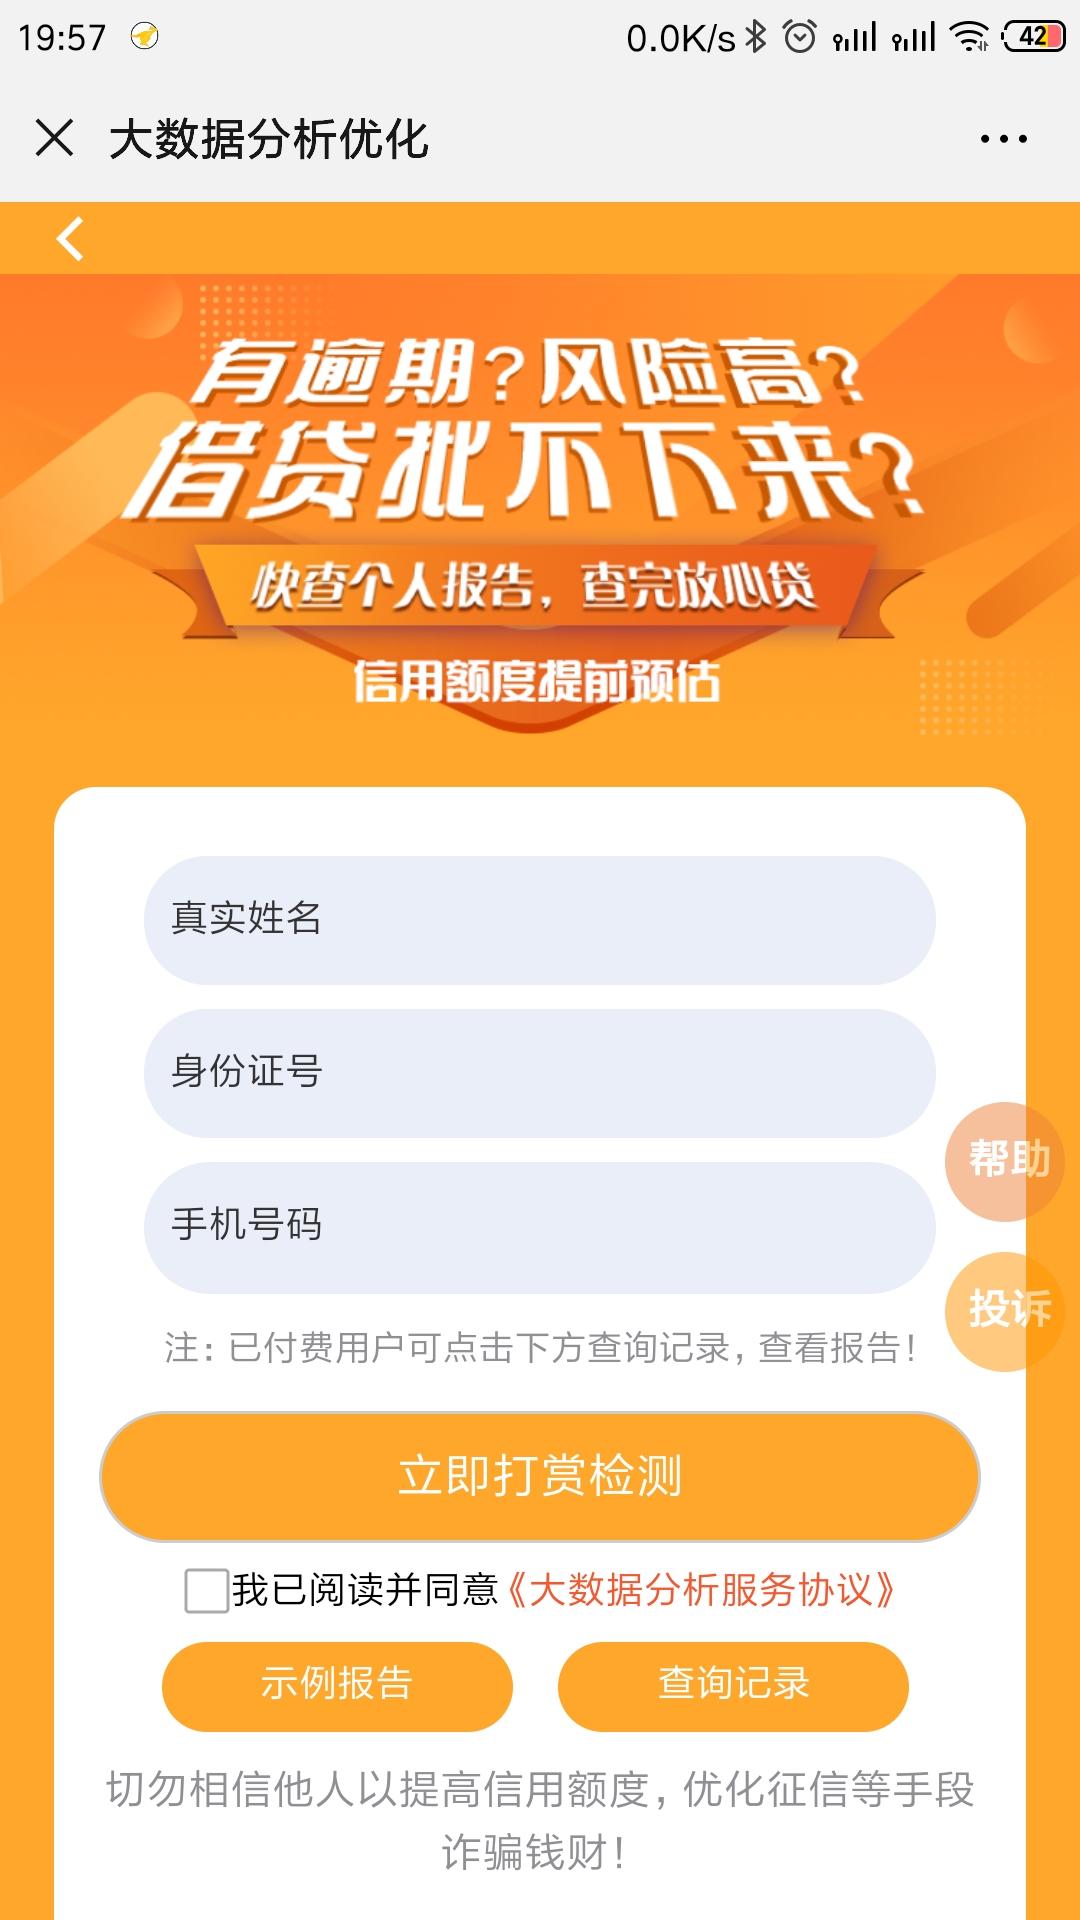 19:57 0.0K/s 42
大数据分析优化
有逾期?风险高?
借贷批不下来?
快查个人报告，查完放心贷
信用额度提前预估
真实姓名
身份证号
帮助
手机号码
投诉
注：已付费用户可点击下方查询记录，查看报告！
立即打赏检测
我已阅读并同意《大数据分析服务协议》
示例报告 查询记录
切勿相信他人以提高信用额度，优化征信等手段
诈骗钱财！